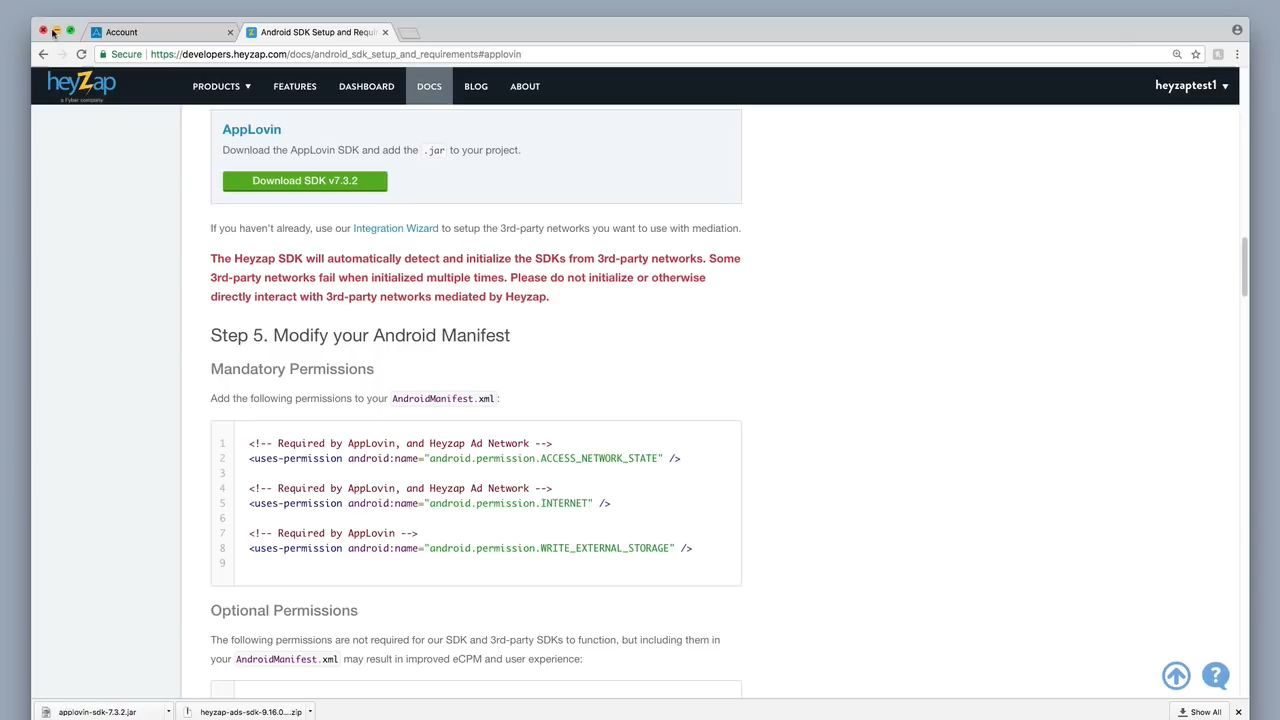 Account
Android SDK Setup and Requir
Secure | https://developers.heyzap.com/docs/android_sdk_setup_and_requirements#applovin
heyZap
a Fyber company
PRODUCTS ▼ FEATURES DASHBOARD DOCS BLOG ABOUT
heyzaptest1 ▼
AppLovin
Download the AppLovin SDK and add the .jar to your project.
Download SDK v7.3.2
If you haven't already, use our Integration Wizard to setup the 3rd-party networks you want to use with mediation.
The Heyzap SDK will automatically detect and initialize the SDKs from 3rd-party networks. Some
3rd-party networks fail when initialized multiple times. Please do not initialize or otherwise
directly interact with 3rd-party networks mediated by Heyzap.
Step 5. Modify your Android Manifest
Mandatory Permissions
Add the following permissions to your AndroidManifest.xml:
1 <!-- Required by AppLovin, and Heyzap Ad Network -->
2 <uses-permission android:name="android.permission.ACCESS_NETWORK_STATE" />
3
4 <!-- Required by AppLovin, and Heyzap Ad Network -->
5 <uses-permission android:name="android.permission.INTERNET" />
6
7 <!-- Required by AppLovin -->
8 <uses-permission android:name="android.permission.WRITE_EXTERNAL_STORAGE" />
9
Optional Permissions
The following permissions are not required for our SDK and 3rd-party SDKs to function, but including them in
your AndroidManifest.xml may result in improved eCPM and user experience:
applovin-sdk-7.3.2.jar
heyzap-ads-sdk-9.16.0....zip
Show All